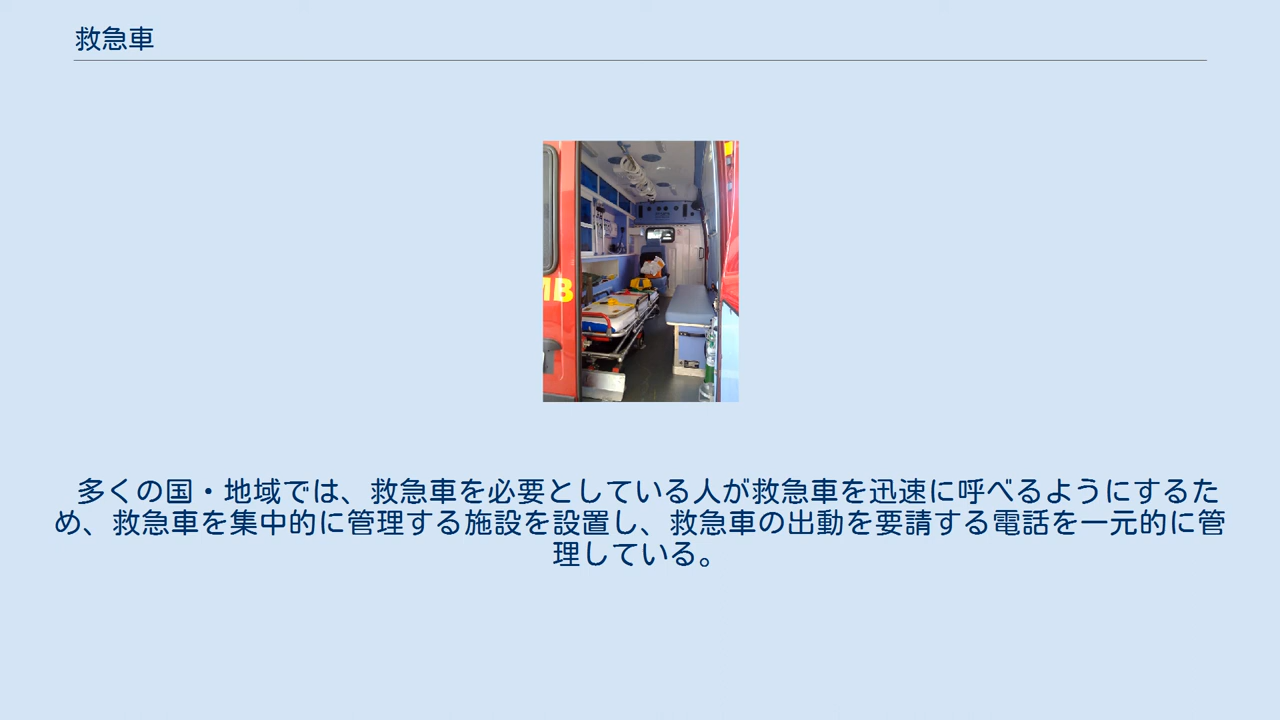 救急車
MB
多くの国・地域では、救急車を必要としている人が救急車を迅速に呼べるようにするた
め、救急車を集中的に管理する施設を設置し、救急車の出動を要請する電話を一元的に管
理している。